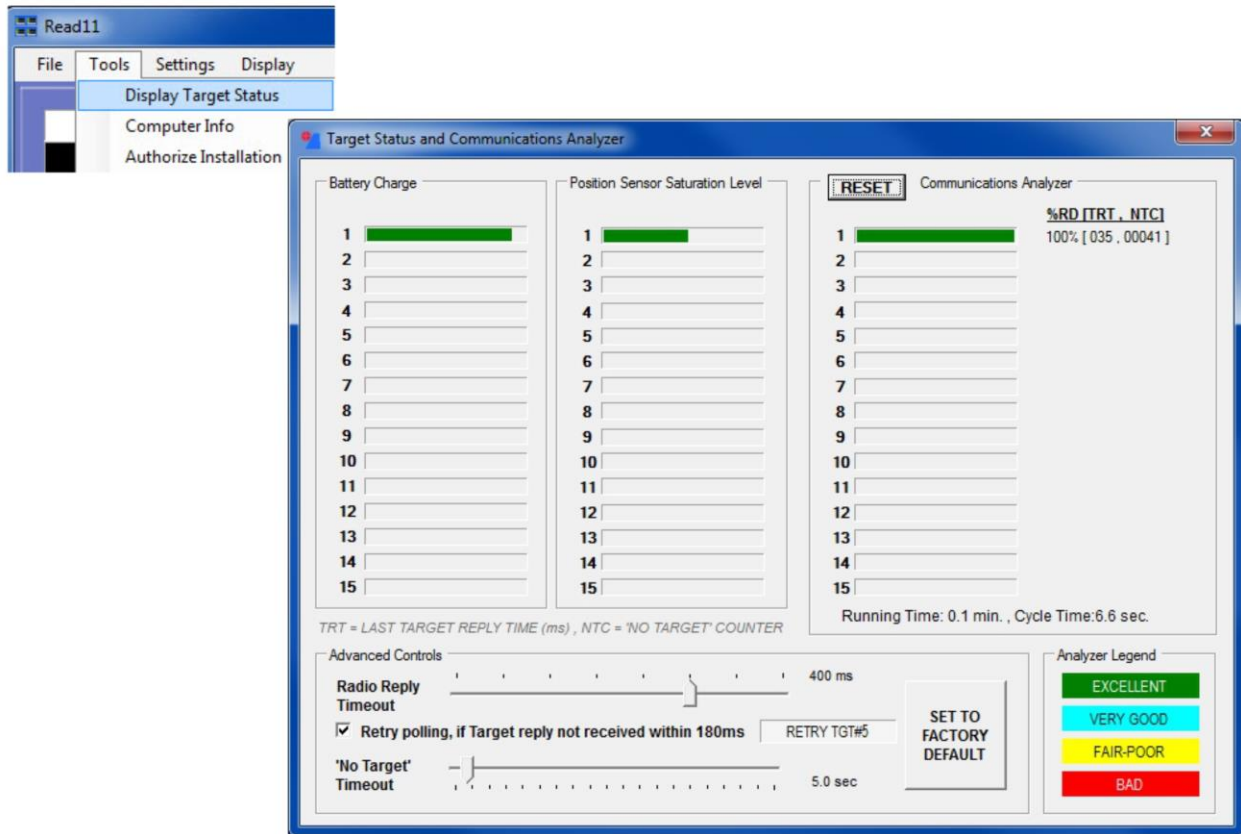 Read11
File Tools Settings Display
Display Target Status
Computer Info
Authorize Installation
Target Status and Communications Analyzer
Battery Charge
1
2
3
4
5
6
7
8
9
10
11
12
13
14
15
Position Sensor Saturation Level
1
2
3
4
5
6
7
8
9
10
11
12
13
14
15
RESET Communications Analyzer
%RD [TRT , NTC]
1 100% [ 035 , 00041 ]
2
3
4
5
6
7
8
9
10
11
12
13
14
15
Running Time: 0.1 min. , Cycle Time:6.6 sec.
TRT = LAST TARGET REPLY TIME (ms) , NTC = 'NO TARGET' COUNTER
Advanced Controls
Radio Reply
Timeout
400 ms
Retry polling, if Target reply not received within 180ms RETRY TGT#5
'No Target'
Timeout
5.0 sec
SET TO
FACTORY
DEFAULT
Analyzer Legend
EXCELLENT
VERY GOOD
FAIR-POOR
BAD